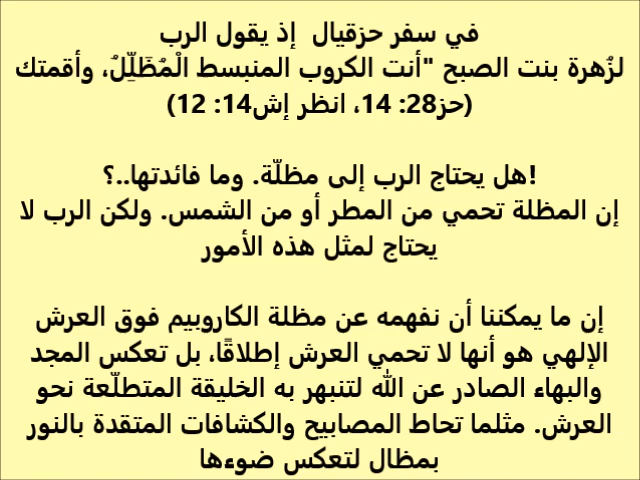 في سفر حزقيال إذ يقول الرب
لزُهرة بنت الصبح "أنت الكروب المنبسط الْمُظَلِّلُ، وأقمتك
(حز28: 14، انظر إش14: 12)
هل يحتاج الرب إلى مظلّة. وما فائدتها..؟!
إن المظلة تحمي من المطر أو من الشمس. ولكن الرب لا
يحتاج لمثل هذه الأمور
إن ما يمكننا أن نفهمه عن مظلة الكاروبيم فوق العرش
الإلهي هو أنها لا تحمي العرش إطلاقًا، بل تعكس المجد
والبهاء الصادر عن الله لتنبهر به الخليقة المتطلّعة نحو
العرش. مثلما تحاط المصابيح والكشافات المتقدة بالنور
بمظال لتعكس ضوءها